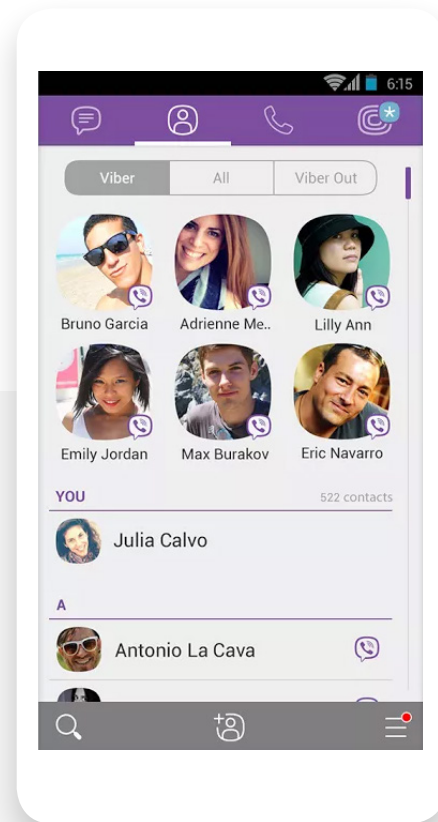 6:15
Viber All Viber Out
Bruno Garcia Adrienne Me.. Lilly Ann
Emily Jordan Max Burakov Eric Navarro
YOU 522 contacts
Julia Calvo
A
Antonio La Cava